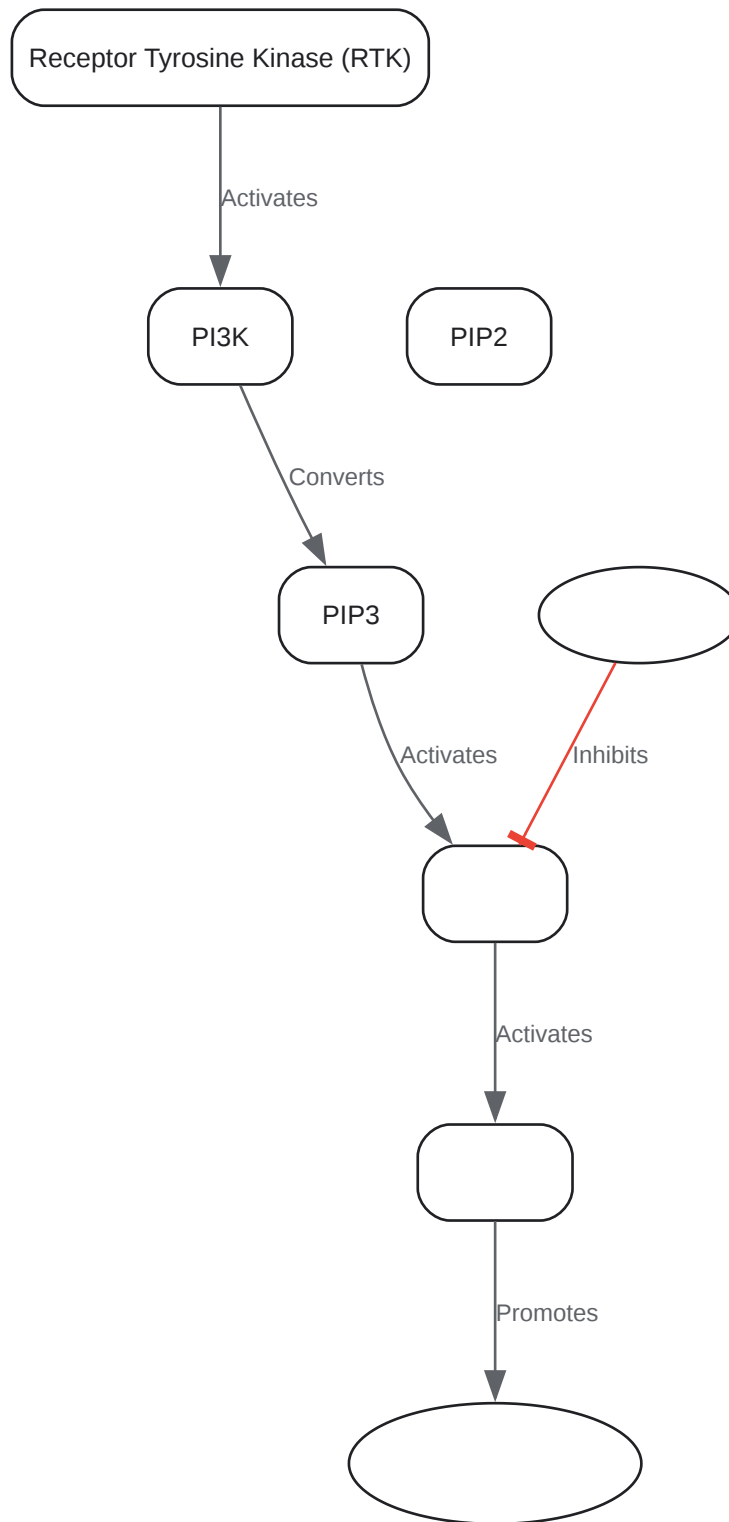 Receptor Tyrosine Kinase (RTK)
Activates
PI3K
PIP2
Converts
PIP3
Activates
Inhibits
Activates
Promotes